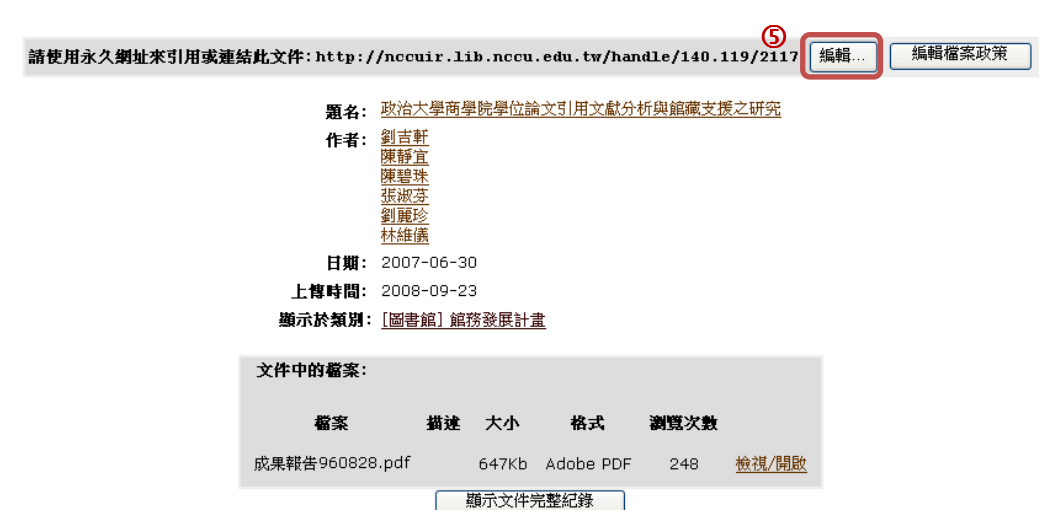 ⑤
請使用永久網址來引用或連結此文件: http://nccuir.lib.nccu.edu.tw/handle/140.119/2117 編輯... 編輯檔案政策
題名: 政治大學商學院學位論文引用文獻分析與館藏支援之研究
作者: 劉吉軒
陳靜宜
陳碧珠
張淑芬
劉麗珍
林維儀
日期: 2007-06-30
上傳時間: 2008-09-23
顯示於類別: [圖書館] 館務發展計畫
文件中的檔案:
檔案 描述 大小 格式 瀏覽次數
成果報告960828.pdf 647Kb Adobe PDF 248 檢視/開啟
顯示文件完整紀錄